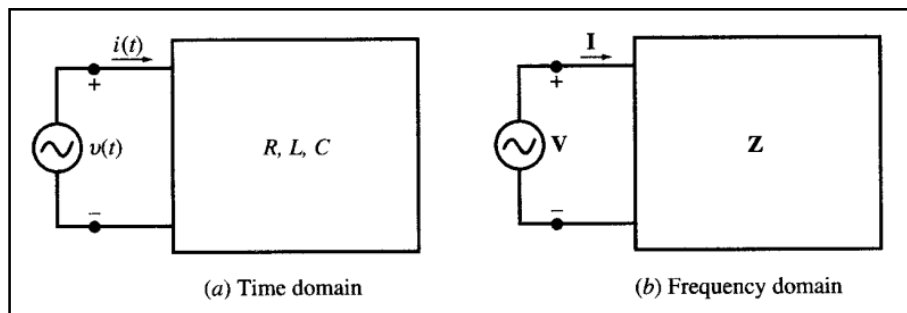 i(t)
+
υ(t)
R, L, C
−
(a) Time domain
I
+
V
Z
−
(b) Frequency domain